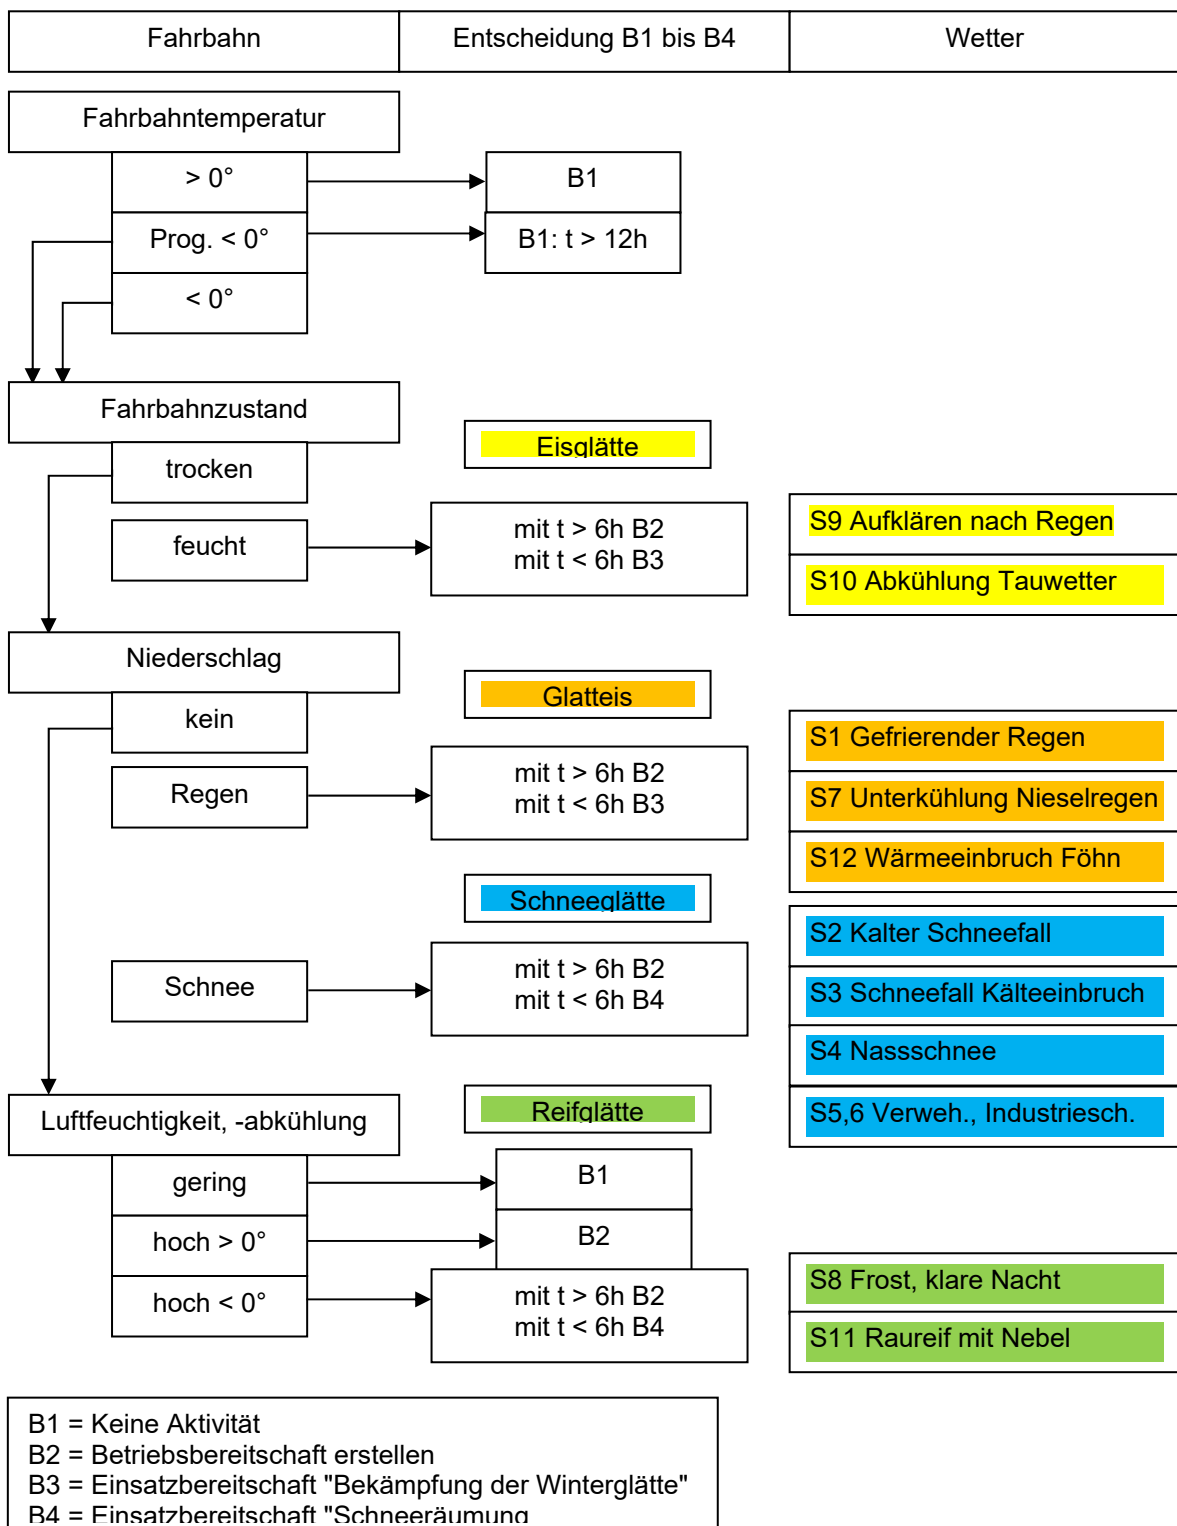 Fahrbahn
Entscheidung B1 bis B4
Wetter
Fahrbahntemperatur
> 0°
B1
Prog. < 0°
B1: t > 12h
< 0°
Fahrbahnzustand
trocken
Eisglätte
feucht
mit t > 6h B2
mit t < 6h B3
S9 Aufklären nach Regen
S10 Abkühlung Tauwetter
Niederschlag
kein
Glatteis
Regen
mit t > 6h B2
mit t < 6h B3
S1 Gefrierender Regen
S7 Unterkühlung Nieselregen
S12 Wärmeeinbruch Föhn
Schneeglätte
Schnee
mit t > 6h B2
mit t < 6h B4
S2 Kalter Schneefall
S3 Schneefall Kälteeinbruch
S4 Nassschnee
S5,6 Verweh., Industriesch.
Luftfeuchtigkeit, -abkühlung
Reifglätte
gering
B1
hoch > 0°
B2
hoch < 0°
mit t > 6h B2
mit t < 6h B4
S8 Frost, klare Nacht
S11 Raureif mit Nebel
B1 = Keine Aktivität
B2 = Betriebsbereitschaft erstellen
B3 = Einsatzbereitschaft "Bekämpfung der Winterglätte"
B4 = Einsatzbereitschaft "Schneeräumung